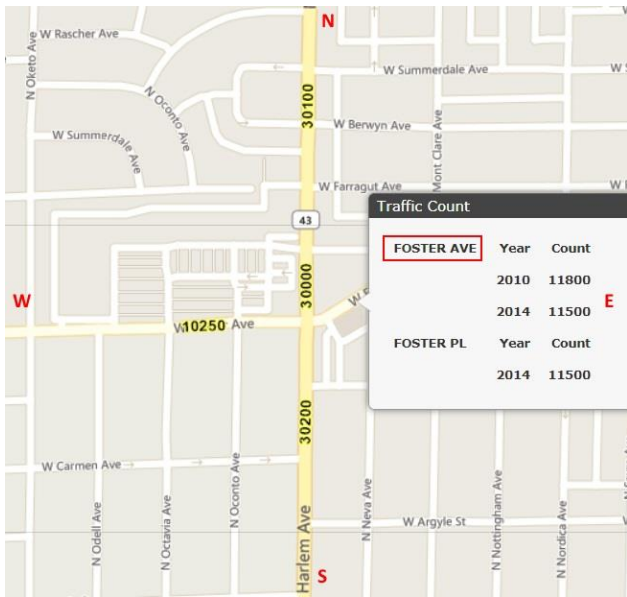 N
W Rascher Ave
N Oketo Ave
W Summerdale Ave
N Oconto Ave
30100
W Berwyn Ave
W Summerdale Ave
Mont Clare Ave
W Farragut Ave
43
Traffic Count
FOSTER AVE Year Count
2010 11800
2014 11500
FOSTER PL Year Count
2014 11500
W
E
30000
W
10250
Ave
30200
W Carmen Ave
N Oconto Ave
N Odell Ave
N Octavia Ave
Harlem Ave
S
N Neva Ave
W Argyle St
N Nottingham Ave
N Nordica Ave